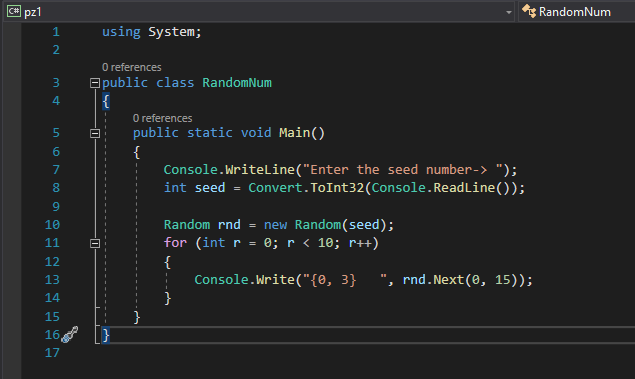 C# pz1 RandomNum
1 using System;
2
0 references
3 public class RandomNum
4 {
0 references
5 public static void Main()
6 {
7 Console.WriteLine("Enter the seed number-> ");
8 int seed = Convert.ToInt32(Console.ReadLine());
9
10 Random rnd = new Random(seed);
11 for (int r = 0; r < 10; r++)
12 {
13 Console.Write("{0, 3}   ", rnd.Next(0, 15));
14 }
15 }
16 }
17